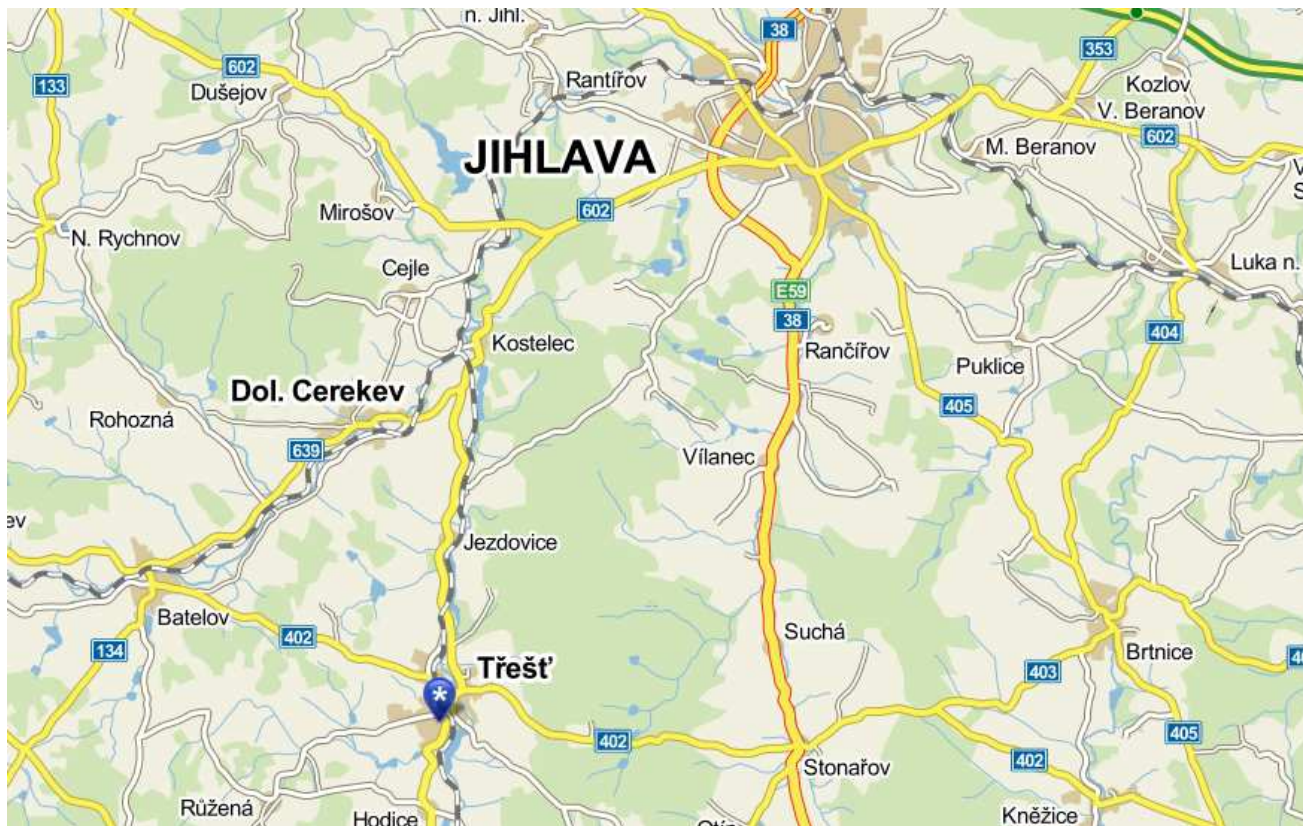 n. Jihl.
38
353
602
133
Dušejov
Rantířov
Kozlov
V. Beranov
602
JIHLAVA
M. Beranov
Mirošov
602
N. Rychnov
Cejle
Luka n.
E59
38
404
Kostelec
Rančířov
Puklice
Dol. Cerekev
405
Rohozná
639
Vílanec
Jezdovice
Batelov
402
Suchá
134
Třešť
Brtnice
403
*
402
405
Stonařov
402
Růžená
Hodice
Kněžice